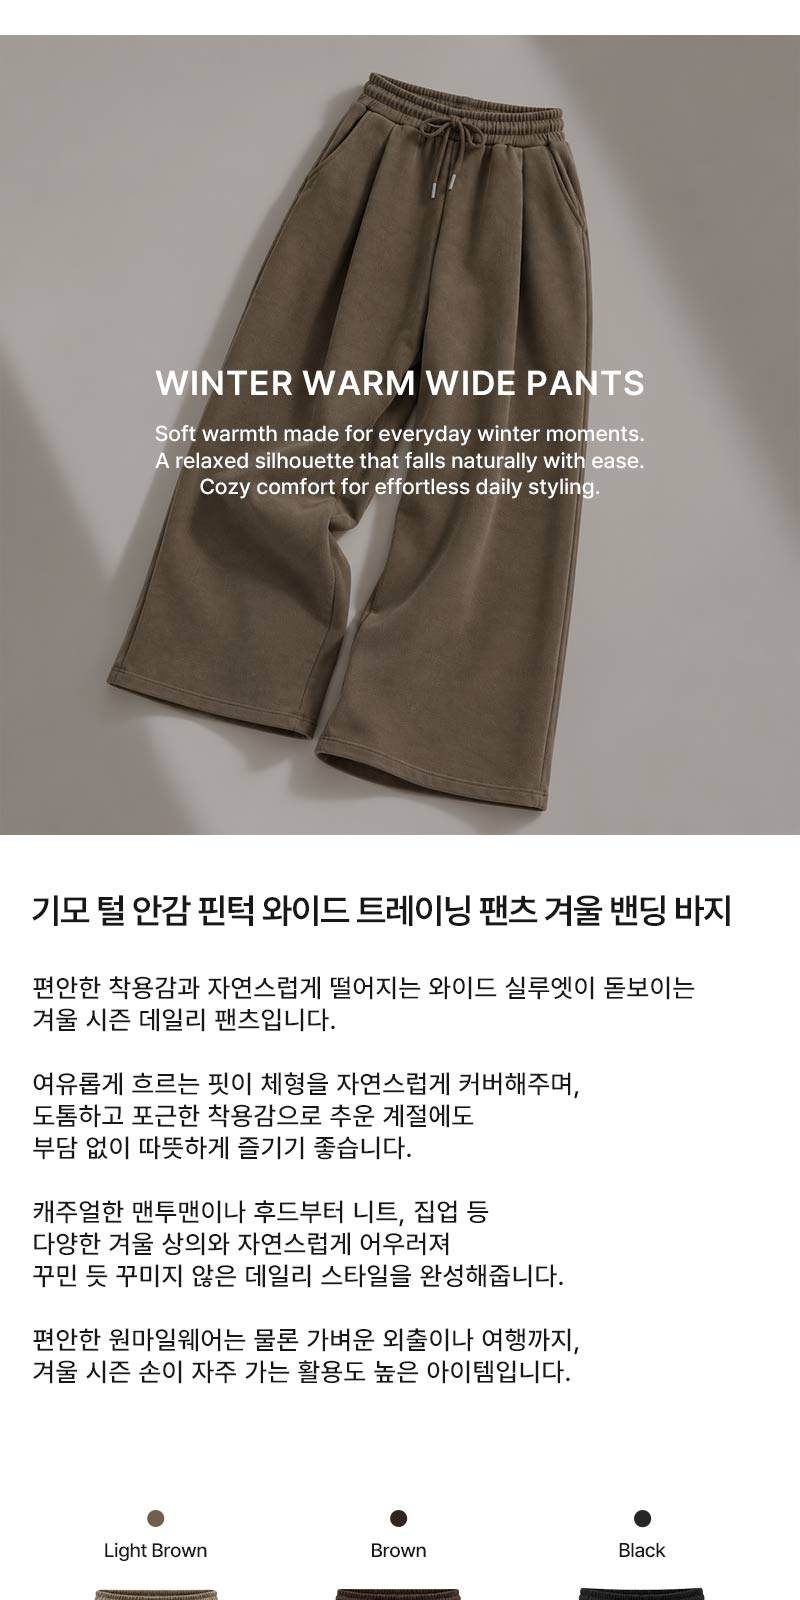 WINTER WARM WIDE PANTS
Soft warmth made for everyday winter moments.
A relaxed silhouette that falls naturally with ease.
Cozy comfort for effortless daily styling.
기모 털 안감 핀턱 와이드 트레이닝 팬츠 겨울 밴딩 바지
편안한 착용감과 자연스럽게 떨어지는 와이드 실루엣이 돋보이는
겨울 시즌 데일리 팬츠입니다.
여유롭게 흐르는 핏이 체형을 자연스럽게 커버해주며,
도톰하고 포근한 착용감으로 추운 계절에도
부담 없이 따뜻하게 즐기기 좋습니다.
캐주얼한 맨투맨이나 후드부터 니트, 집업 등
다양한 겨울 상의와 자연스럽게 어우러져
꾸민 듯 꾸미지 않은 데일리 스타일을 완성해줍니다.
편안한 원마일웨어는 물론 가벼운 외출이나 여행까지,
겨울 시즌 손이 자주 가는 활용도 높은 아이템입니다.
Light Brown
Brown
Black